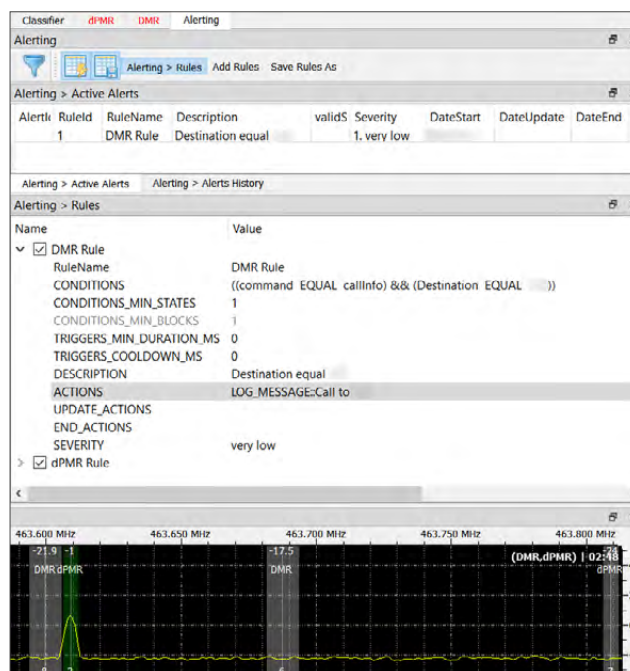 Classifier dPMR DMR Alerting
Alerting
Alerting > Rules Add Rules Save Rules As
Alerting > Active Alerts
RuleId RuleName Description validS Severity DateStart DateUpdate DateEnd
1 DMR Rule Destination equal 1. very low
Alerting > Active Alerts Alerting > Alerts History
Alerting > Rules
Name Value
DMR Rule
RuleName DMR Rule
CONDITIONS ((command EQUAL callInfo) && (Destination EQUAL ))
CONDITIONS_MIN_STATES 1
CONDITIONS_MIN_BLOCKS 1
TRIGGERS_MIN_DURATION_MS 0
TRIGGERS_COOLDOWN_MS 0
DESCRIPTION Destination equal
ACTIONS LOG_MESSAGE::Call to
UPDATE_ACTIONS
END_ACTIONS
SEVERITY very low
dPMR Rule
463.600 MHz 463.650 MHz 463.700 MHz 463.750 MHz 463.800 MHz
-21.9 -1 -17.5 (DMR,dPMR) | 02:48
DMR dPMR DMR dPMR